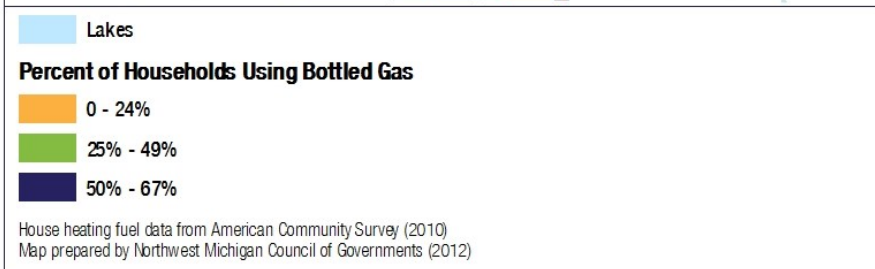 Lakes
Percent of Households Using Bottled Gas
0 - 24%
25% - 49%
50% - 67%
House heating fuel data from American Community Survey (2010)
Map prepared by Northwest Michigan Council of Governments (2012)